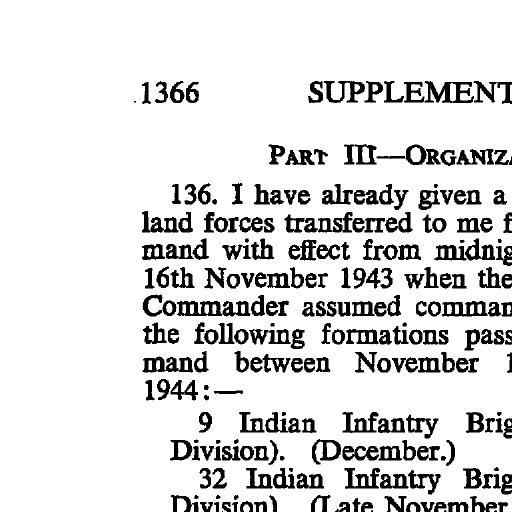 1366 SUPPLEMENT
PART III—ORGANIZA
136. I have already given a
land forces transferred to me f
mand with effect from midnig
16th November 1943 when the
Commander assumed comman
the following formations pass
mand between November 1
1944:—
9 Indian Infantry Brig
Division). (December.)
32 Indian Infantry Brig
Division) (Late November